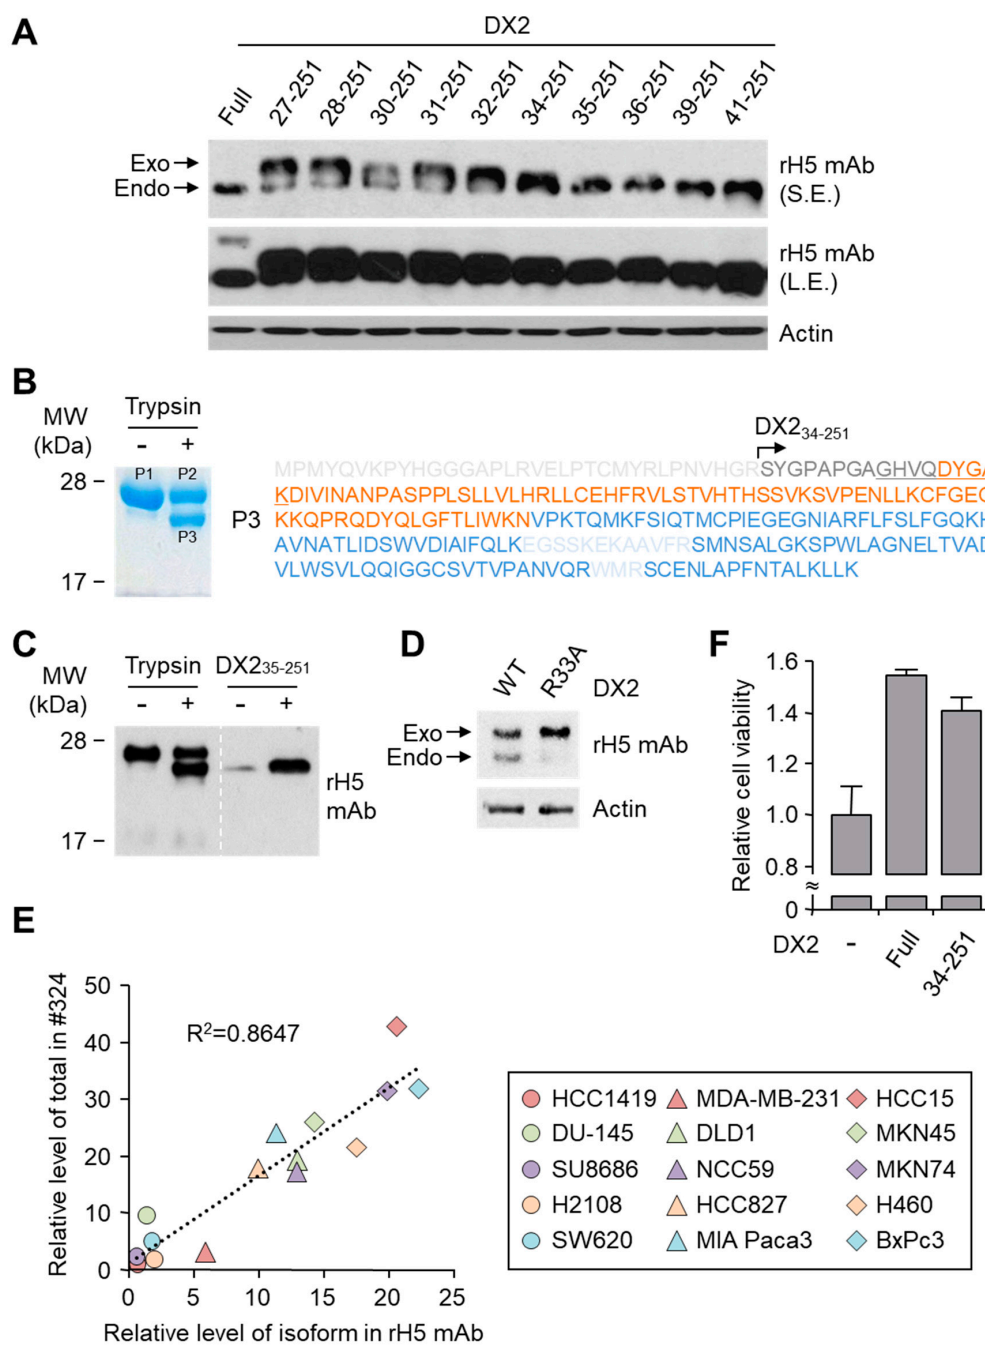 A
DX2
Full 27-251 28-251 30-251 31-251 32-251 34-251 35-251 36-251 39-251 41-251
Exo
Endo
rH5 mAb
(S.E.)
rH5 mAb
(L.E.)
Actin
B
MW
(kDa)
Trypsin
- +
28
17
P1 P2
P3
P3
DX234-251
MPMYQVKPYHGGGAPLRVELPTCMYRLPNVHGRSYGPAPGAGHVQDYGA
KDIVINANPASPPLSLLVLHRLLCEHFRVLSTVHTHSSVKSVPENLLKCFGEQ
KKQPRQDYQLGFTLIWKNVPKTQMKFSIQTMCPIEGEGNIARFLFSLFGQKH
AVNATLIDSWVDIAIFQLKEGSSKEKAAVFRSMNSALGKSPWLAGNELTVAD
VLWSVLQQIGGCSVTVPANVQRWMRSCENLAPFNTALKLLK
C
MW
(kDa)
Trypsin DX235-251
- + - +
28
17
rH5
mAb
D
WT R33A DX2
Exo
Endo
rH5 mAb
Actin
F
Relative cell viability
1.6
1.4
1.2
1.0
0.8
≈
0
DX2 - Full 34-251
E
Relative level of total in #324
50
40
30
20
10
0
R2=0.8647
0 5 10 15 20 25
Relative level of isoform in rH5 mAb
HCC1419 MDA-MB-231 HCC15
DU-145 DLD1 MKN45
SU8686 NCC59 MKN74
H2108 HCC827 H460
SW620 MIA Paca3 BxPc3